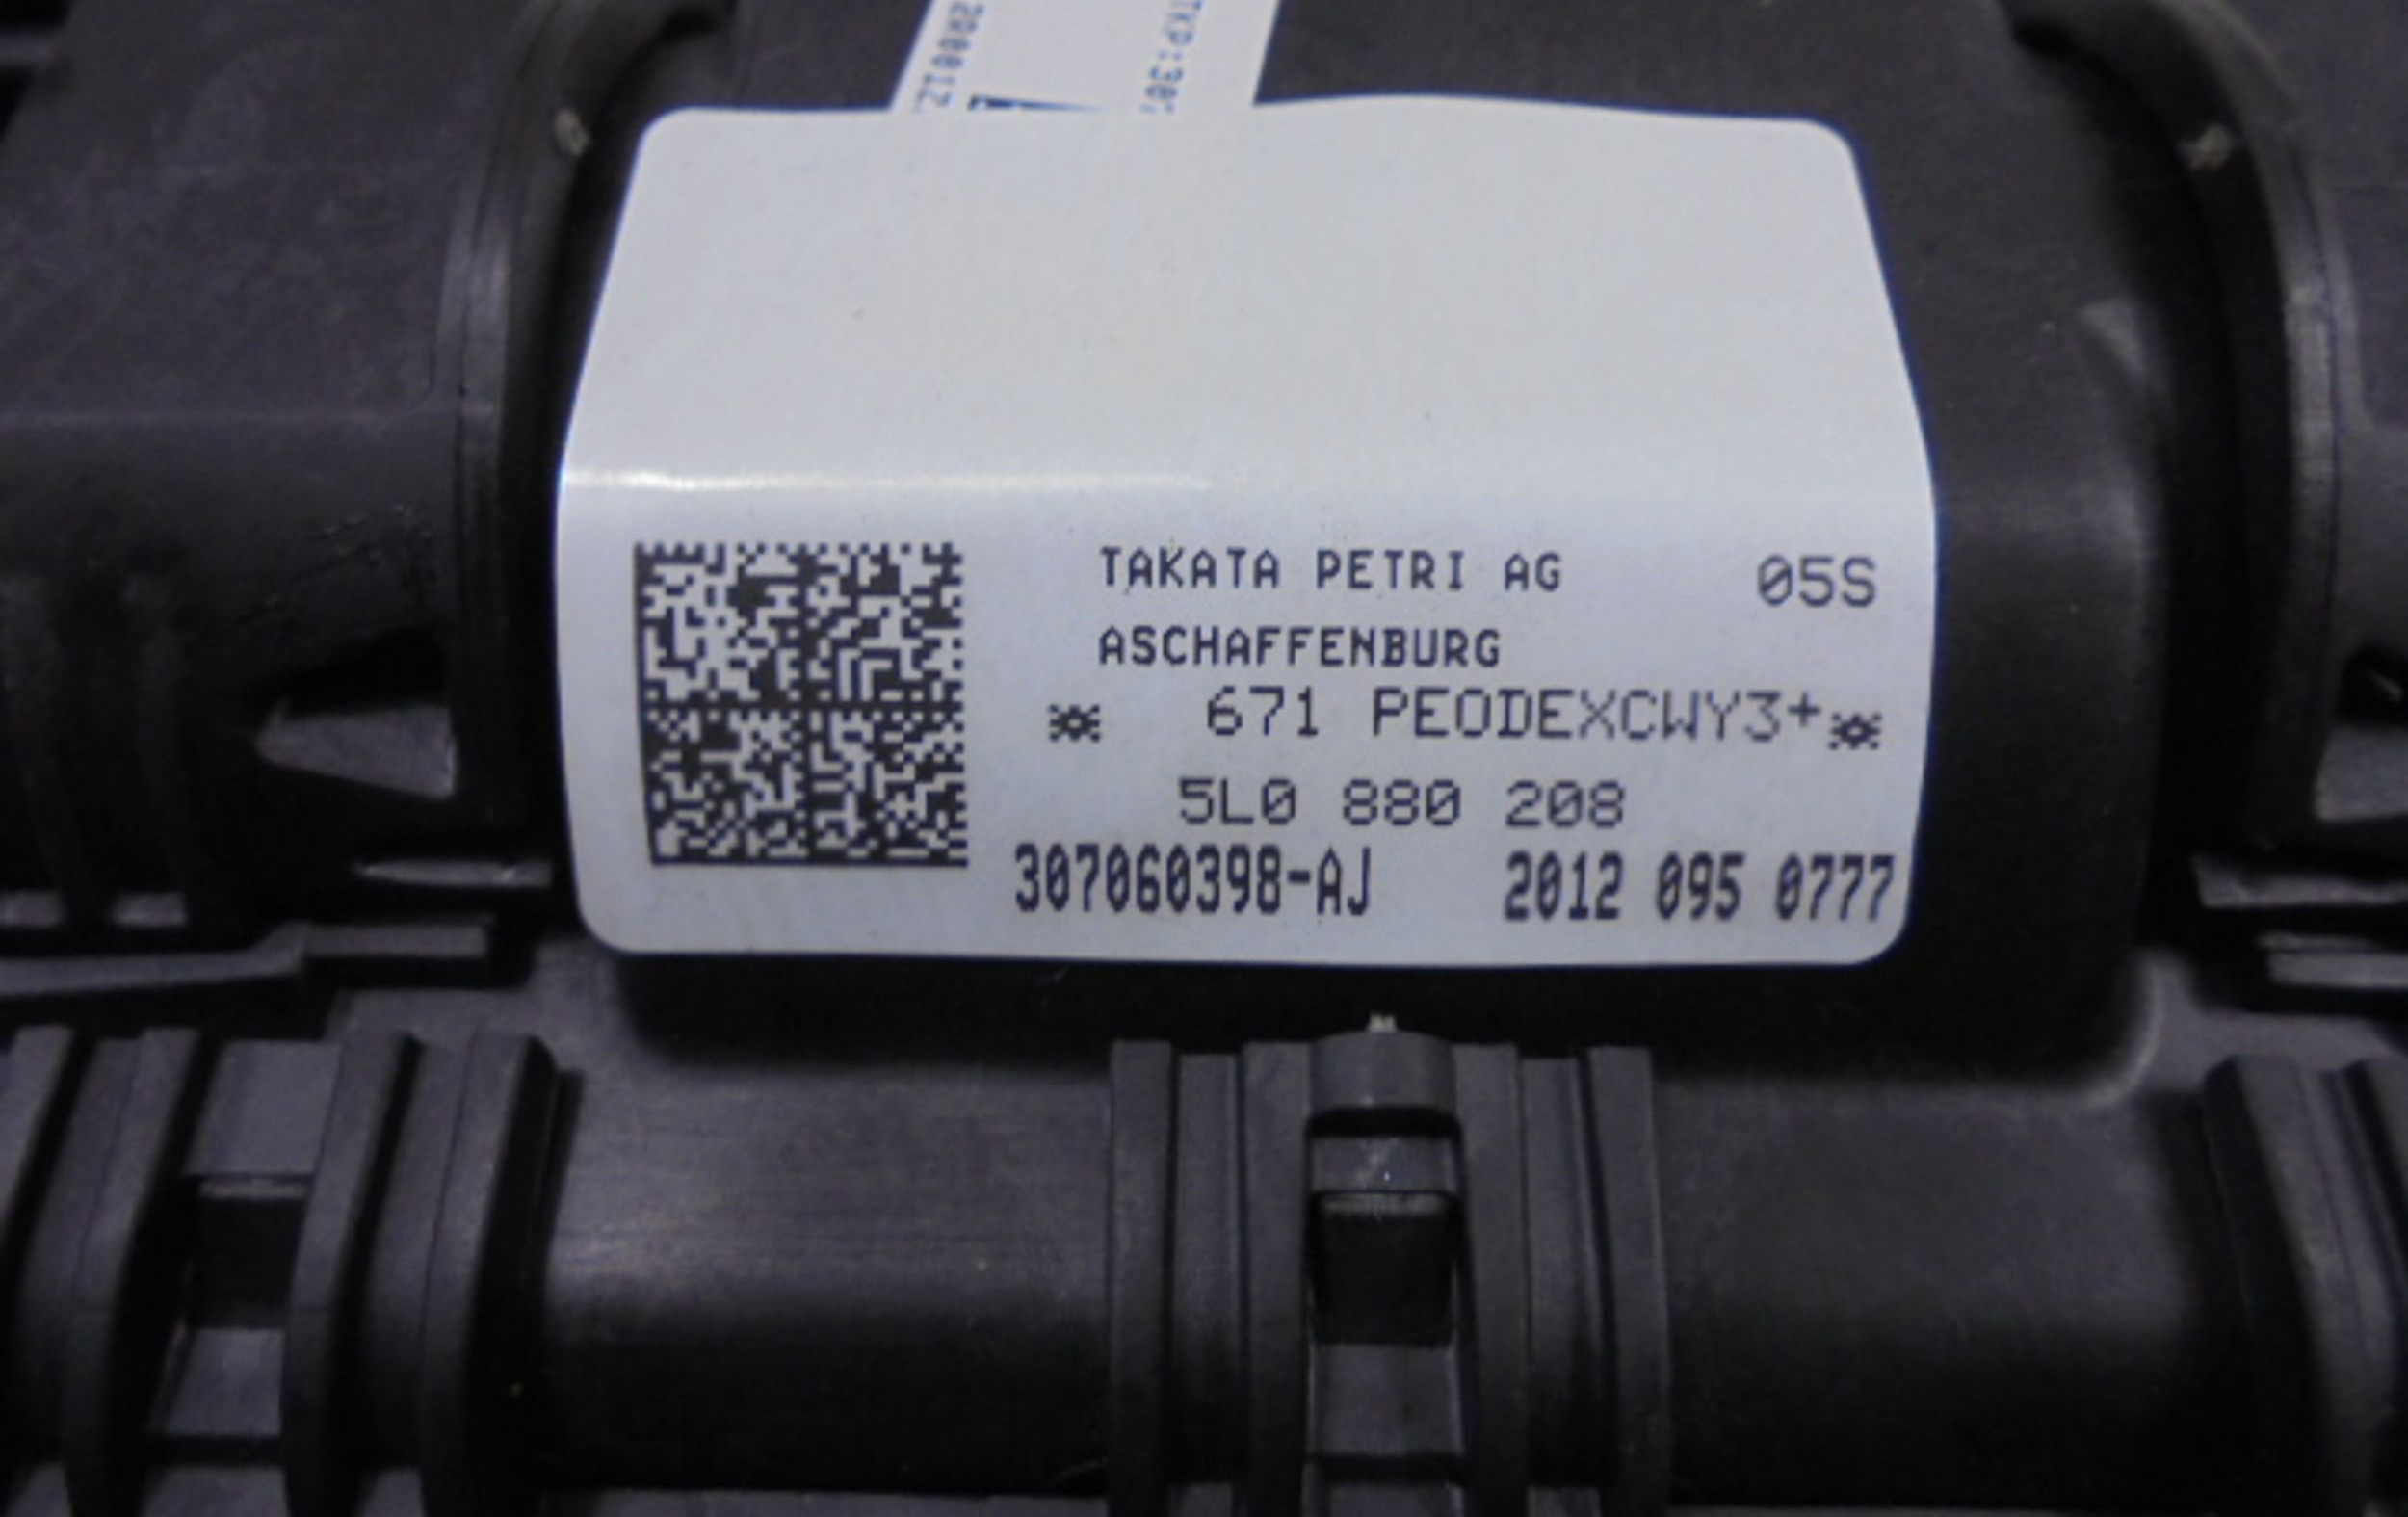 TAKATA PETRI AG 05S
ASCHAFFENBURG
* 671 PEODEXCWY3+*
5L0 880 208
307060398-AJ 2012 095 0777